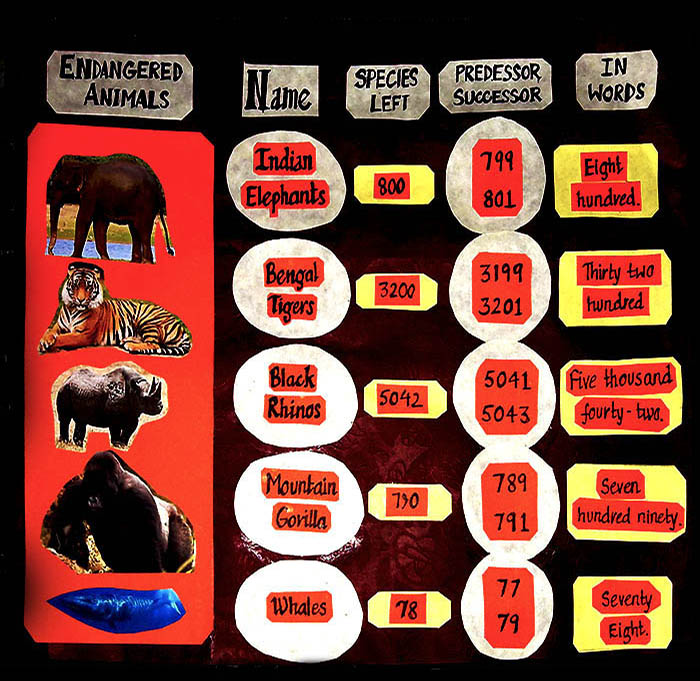 ENDANGERED
ANIMALS
Name
SPECIES
LEFT
PREDESSOR
SUCCESSOR
IN
WORDS
Indian
Elephants
800
799
801
Eight
hundred.
Bengal
Tigers
3200
3199
3201
Thirty two
hundred
Black
Rhinos
5042
5041
5043
Five thousand
fourty-two.
Mountain
Gorilla
790
789
791
Seven
hundred ninety.
Whales
78
77
79
Seventy
Eight.